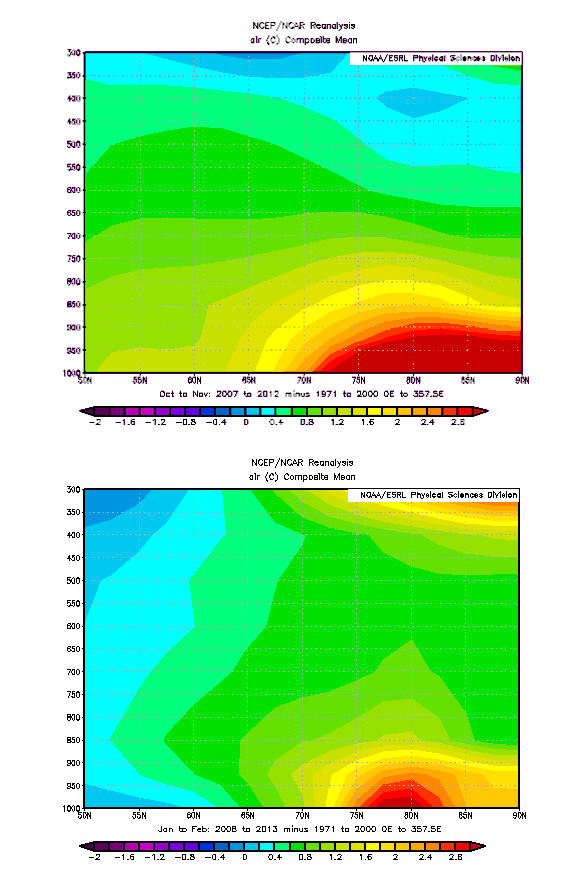 NCEP/NCAR Reanalysis
air (C) Composite Mean
NOAA/ESRL Physical Sciences Division
300
350
400
450
500
550
600
650
700
750
800
850
900
950
1000
50N 55N 60N 65N 70N 75N 80N 85N 90N
Oct to Nov: 2007 to 2012 minus 1971 to 2000 0E to 357.5E
-2 -1.6 -1.2 -0.8 -0.4 0 0.4 0.8 1.2 1.6 2 2.4 2.8
NCEP/NCAR Reanalysis
air (C) Composite Mean
NOAA/ESRL Physical Sciences Division
300
350
400
450
500
550
600
650
700
750
800
850
900
950
1000
50N 55N 60N 65N 70N 75N 80N 85N 90N
Jan to Feb: 2008 to 2013 minus 1971 to 2000 0E to 357.5E
-2 -1.6 -1.2 -0.8 -0.4 0 0.4 0.8 1.2 1.6 2 2.4 2.8